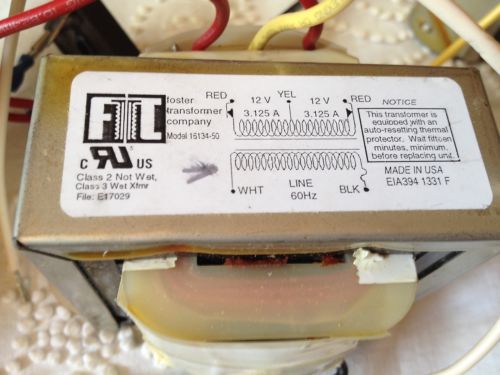 FTC
foster
transformer
company
Model 16134-50
C RU US
Class 2 Not Wet,
Class 3 Wet Xfmr
File: E17029
RED YEL RED
12 V 12 V
3.125 A 3.125 A
WHT LINE BLK
60Hz
NOTICE
This transformer is
equipped with an
auto-resetting thermal
protector. Wait fifteen
minutes, minimum,
before replacing unit.
MADE IN USA
EIA394 1331 F